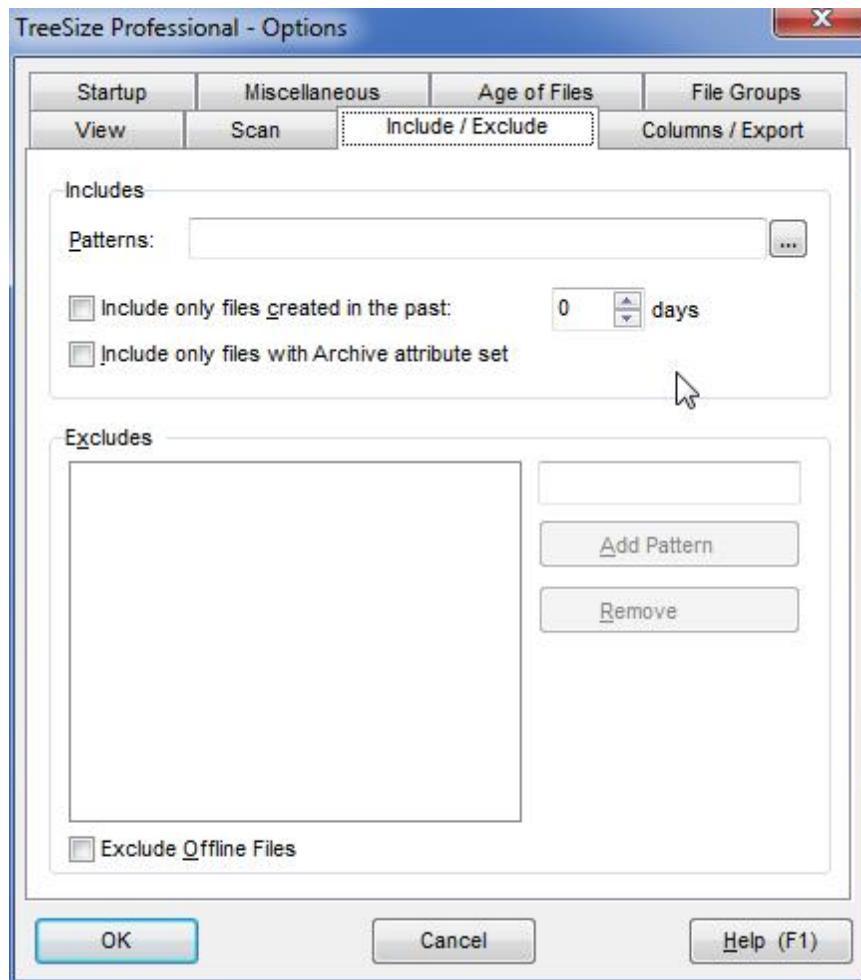 TreeSize Professional - Options
X
Startup Miscellaneous Age of Files File Groups
View Scan Include / Exclude Columns / Export
Includes
Patterns: ...
Include only files created in the past: 0 days
Include only files with Archive attribute set
Excludes
Add Pattern
Remove
Exclude Offline Files
OK Cancel Help (F1)